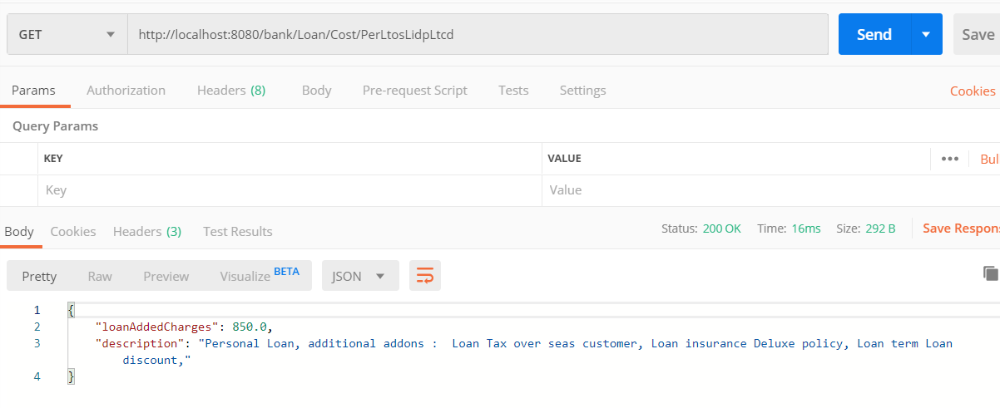 GET http://localhost:8080/bank/Loan/Cost/PerLtosLidpLtcd Send Save
Params Authorization Headers (8) Body Pre-request Script Tests Settings Cookies
Query Params
KEY VALUE ••• Bul
Key Value
Body Cookies Headers (3) Test Results Status: 200 OK Time: 16ms Size: 292 B Save Respons
Pretty Raw Preview Visualize BETA JSON
1 {
2 "loanAddedCharges": 850.0,
3 "description": "Personal Loan, additional addons :  Loan Tax over seas customer, Loan insurance Deluxe policy, Loan term Loan
discount,"
4 }